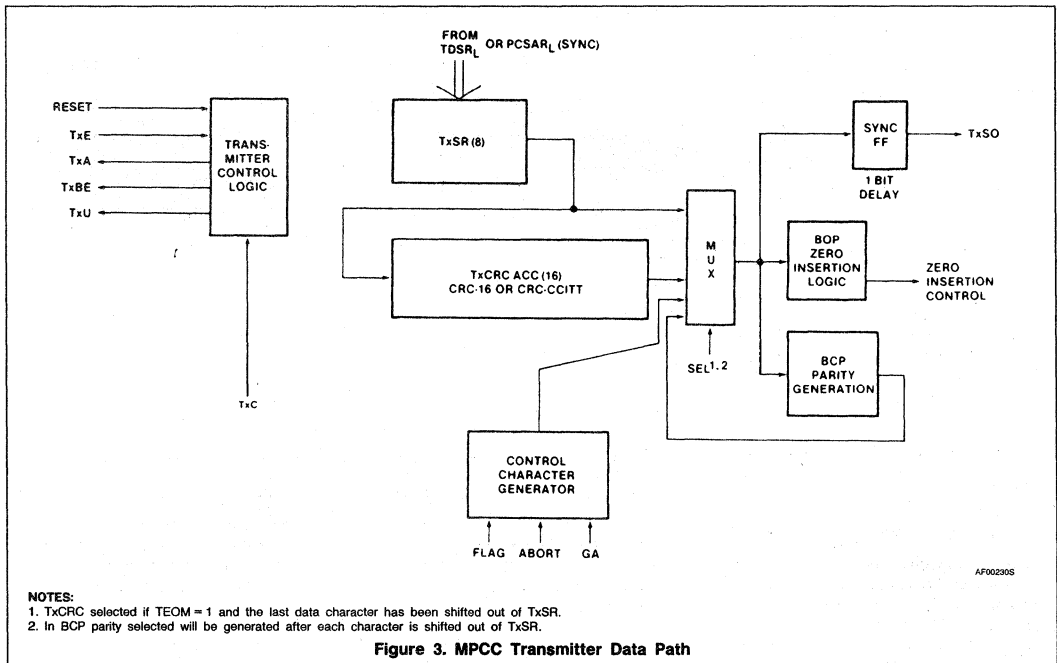 FROM
TDSRL OR PCSARL (SYNC)
RESET
TxE
TxA
TxBE
TxU
TRANS-
MITTER
CONTROL
LOGIC
TxC
TxSR (8)
TxCRC ACC (16)
CRC-16 OR CRC-CCITT
M
U
X
SEL1.2
SYNC
FF
1 BIT
DELAY
TxSO
BOP
ZERO
INSERTION
LOGIC
ZERO
INSERTION
CONTROL
BCP
PARITY
GENERATION
CONTROL
CHARACTER
GENERATOR
FLAG ABORT GA
AF00230S
NOTES:
1. TxCRC selected if TEOM = 1 and the last data character has been shifted out of TxSR.
2. In BCP parity selected will be generated after each character is shifted out of TxSR.
Figure 3. MPCC Transmitter Data Path